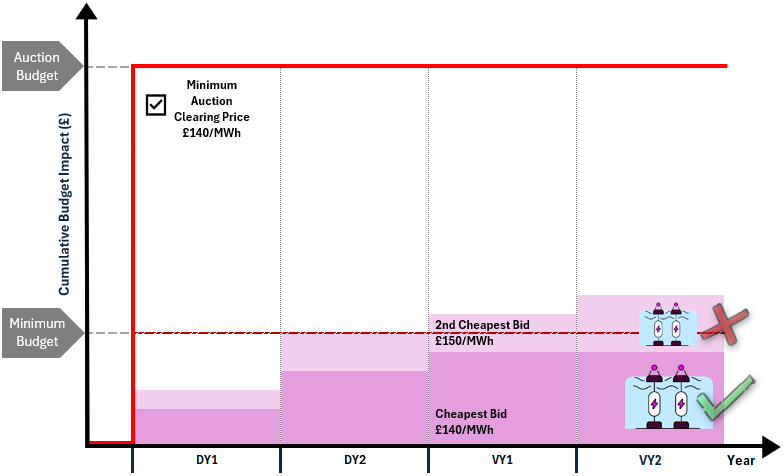 Auction
Budget
Minimum
Auction
Clearing Price
£140/MWh
Cumulative Budget Impact (£)
Minimum
Budget
2nd Cheapest Bid
£150/MWh
Cheapest Bid
£140/MWh
DY1
DY2
VY1
VY2
Year